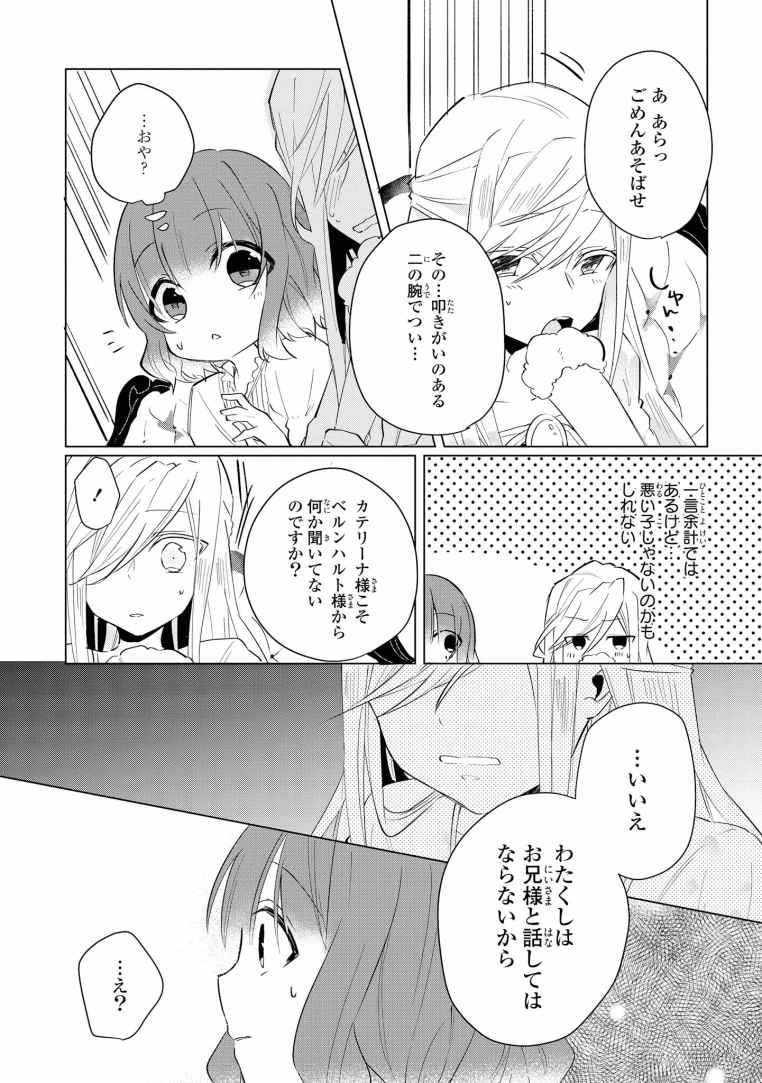 あ あらっ
ごめんあそばせ
しゅん…
その…叩きがいのある
二の腕でつい…
…おや?
一言余計では
あるけど…
悪い子じゃないのかも
しれない
カテリーナ様こそ
ベルンハルト様から
何か聞いてない
のですか?
!
…いいえ
わたくしは
お兄様と話しては
ならないから
…え?